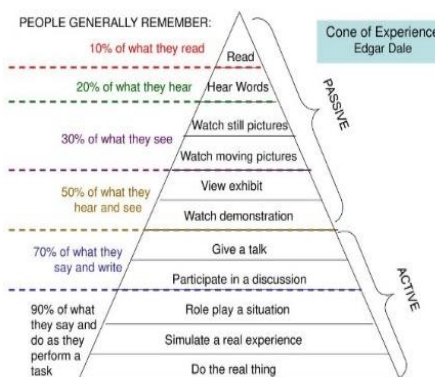 PEOPLE GENERALLY REMEMBER:
Cone of Experience
Edgar Dale
10% of what they read
Read
20% of what they hear
Hear Words
30% of what they see
Watch still pictures
Watch moving pictures
PASSIVE
50% of what they
hear and see
View exhibit
Watch demonstration
70% of what they
say and write
Give a talk
Participate in a discussion
ACTIVE
90% of what
they say and
do as they
perform a
task
Role play a situation
Simulate a real experience
Do the real thing